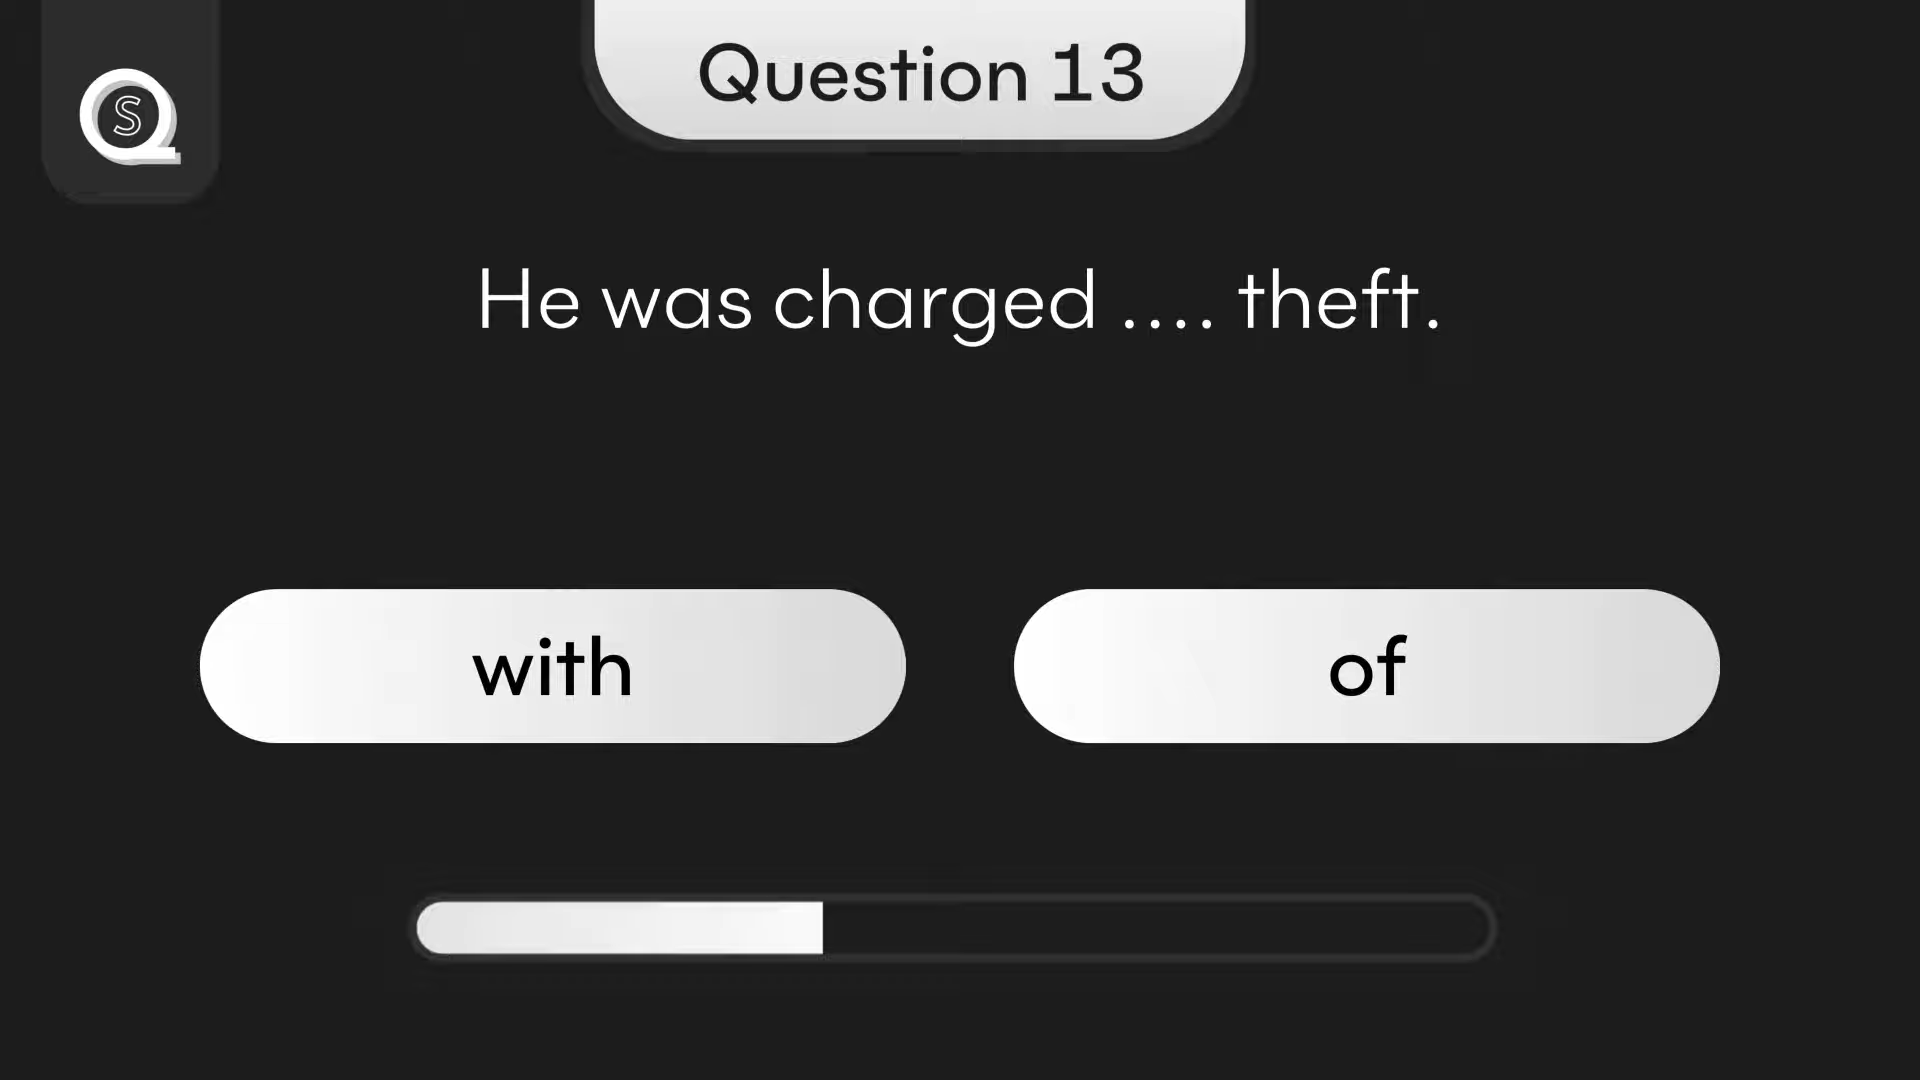 Question 13
S
He was charged .... theft.
with
of